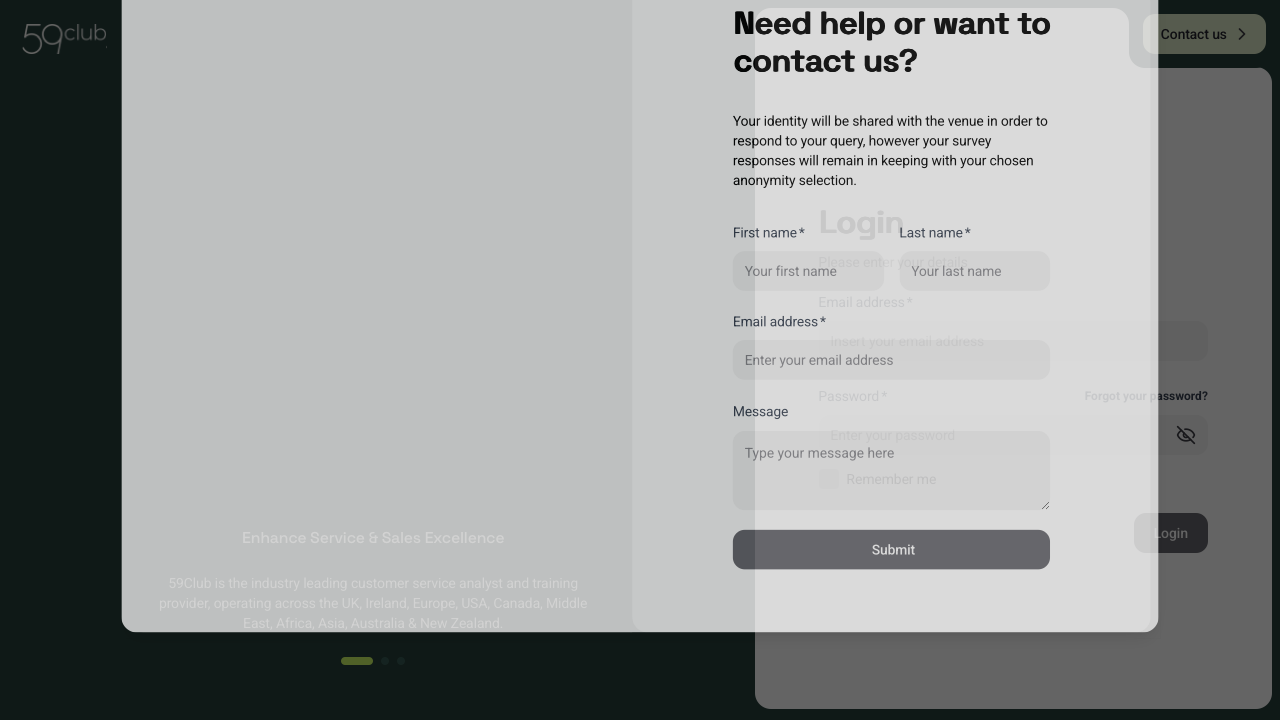 59club
Contact us
Need help or want to
contact us?
Your identity will be shared with the venue in order to
respond to your query, however your survey
responses will remain in keeping with your chosen
anonymity selection.
Login
Please enter your details
First name*
Last name*
Your first name
Your last name
Email address*
Insert your email address
Email address*
Enter your email address
Password*
Forgot your password?
Message
Enter your password
Type your message here
Remember me
Submit
Login
Enhance Service & Sales Excellence
59Club is the industry leading customer service analyst and training
provider, operating across the UK, Ireland, Europe, USA, Canada, Middle
East, Africa, Asia, Australia & New Zealand.